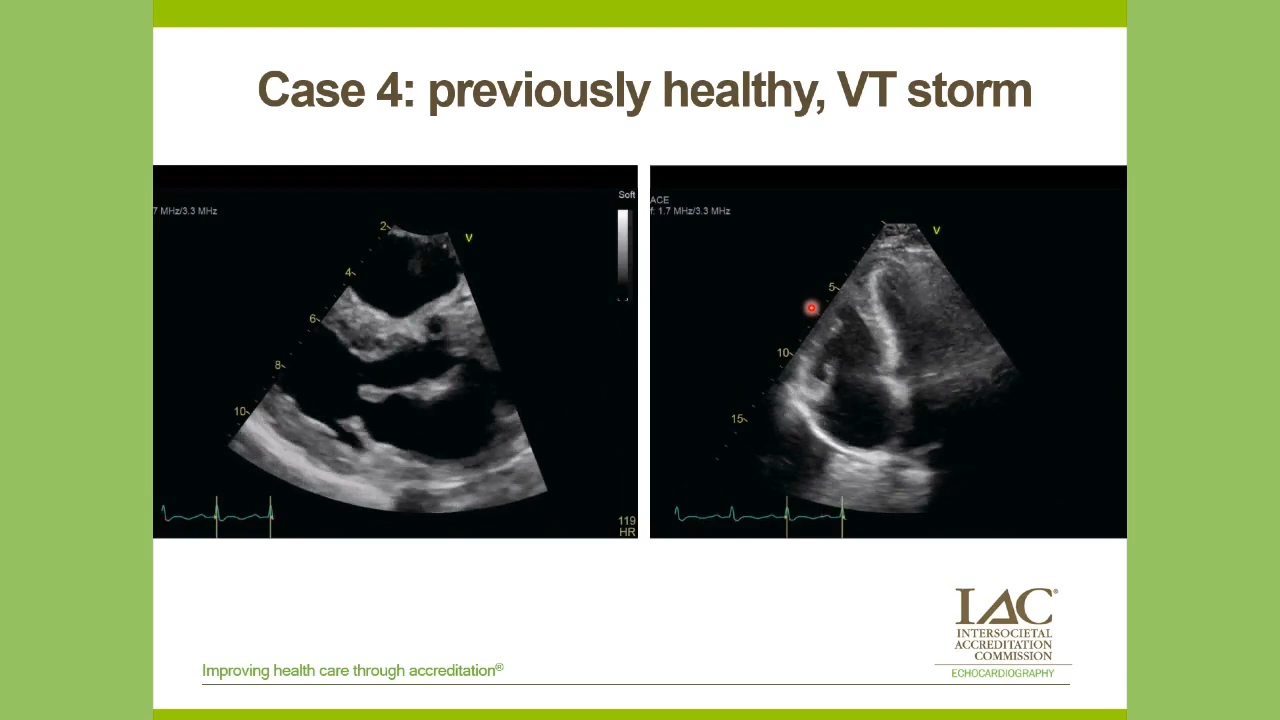 Case 4: previously healthy, VT storm
7 MHz/3.3 MHz
Soft
V
2
4
6
8
10
119
HR
ACE
f: 1.7 MHz/3.3 MHz
V
5
10
15
IAC®
INTERSOCIETAL
ACCREDITATION
COMMISSION
ECHOCARDIOGRAPHY
Improving health care through accreditation®